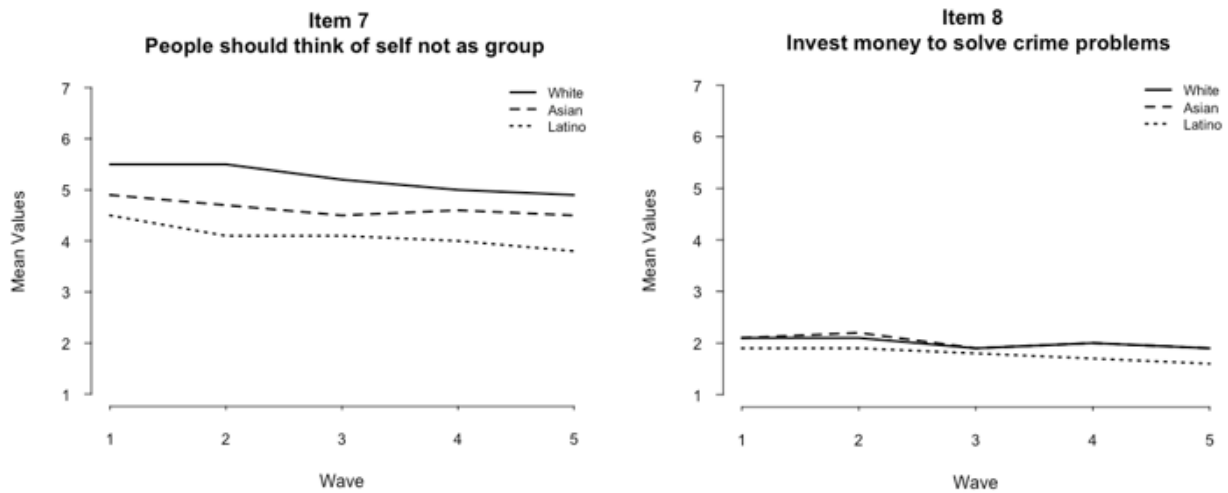 Item 7
People should think of self not as group
White
Asian
Latino
7
6
5
4
3
2
1
Mean Values
1 2 3 4 5
Wave
Item 8
Invest money to solve crime problems
White
Asian
Latino
7
6
5
4
3
2
1
Mean Values
1 2 3 4 5
Wave